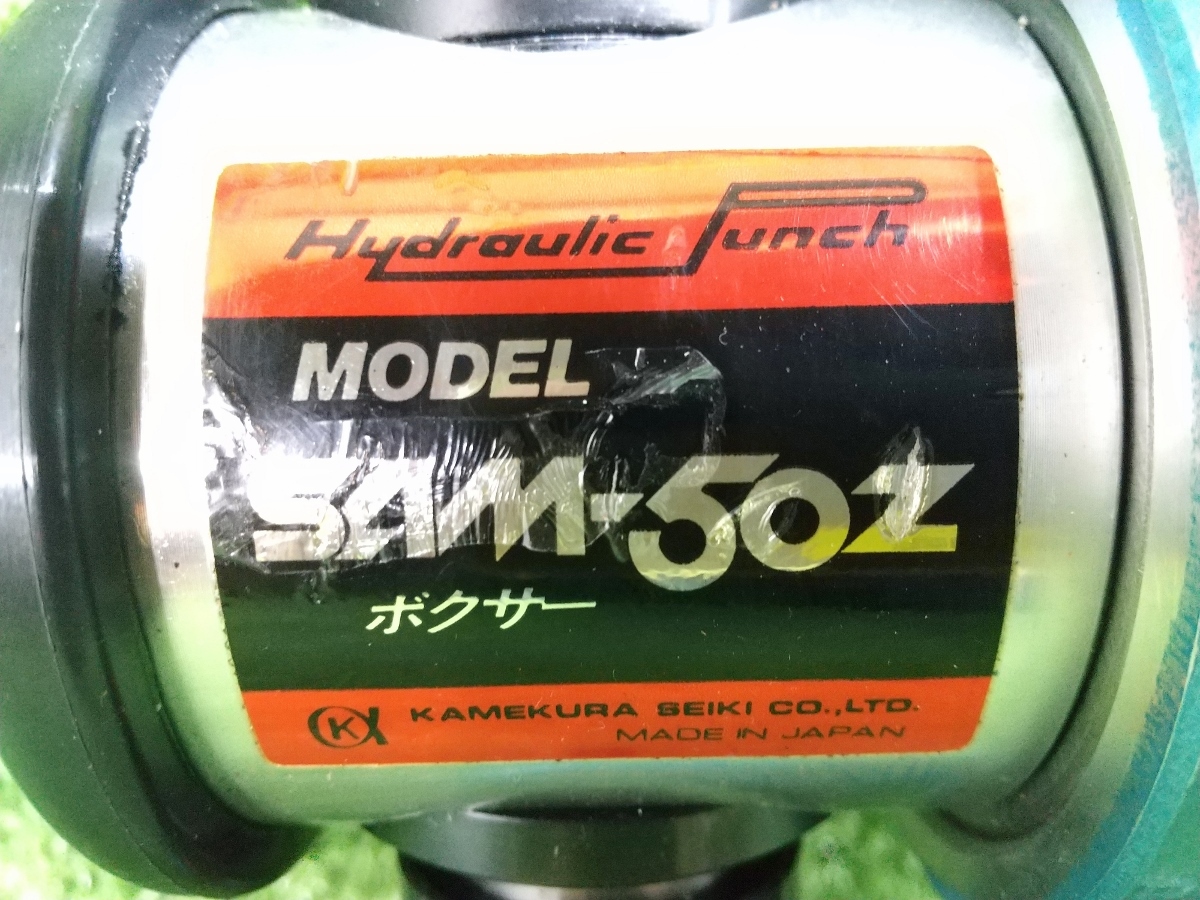 Hydraulic Punch
MODEL
SAM-50Z
ボクサー
K
KAMEKURA SEIKI CO.,LTD.
MADE IN JAPAN